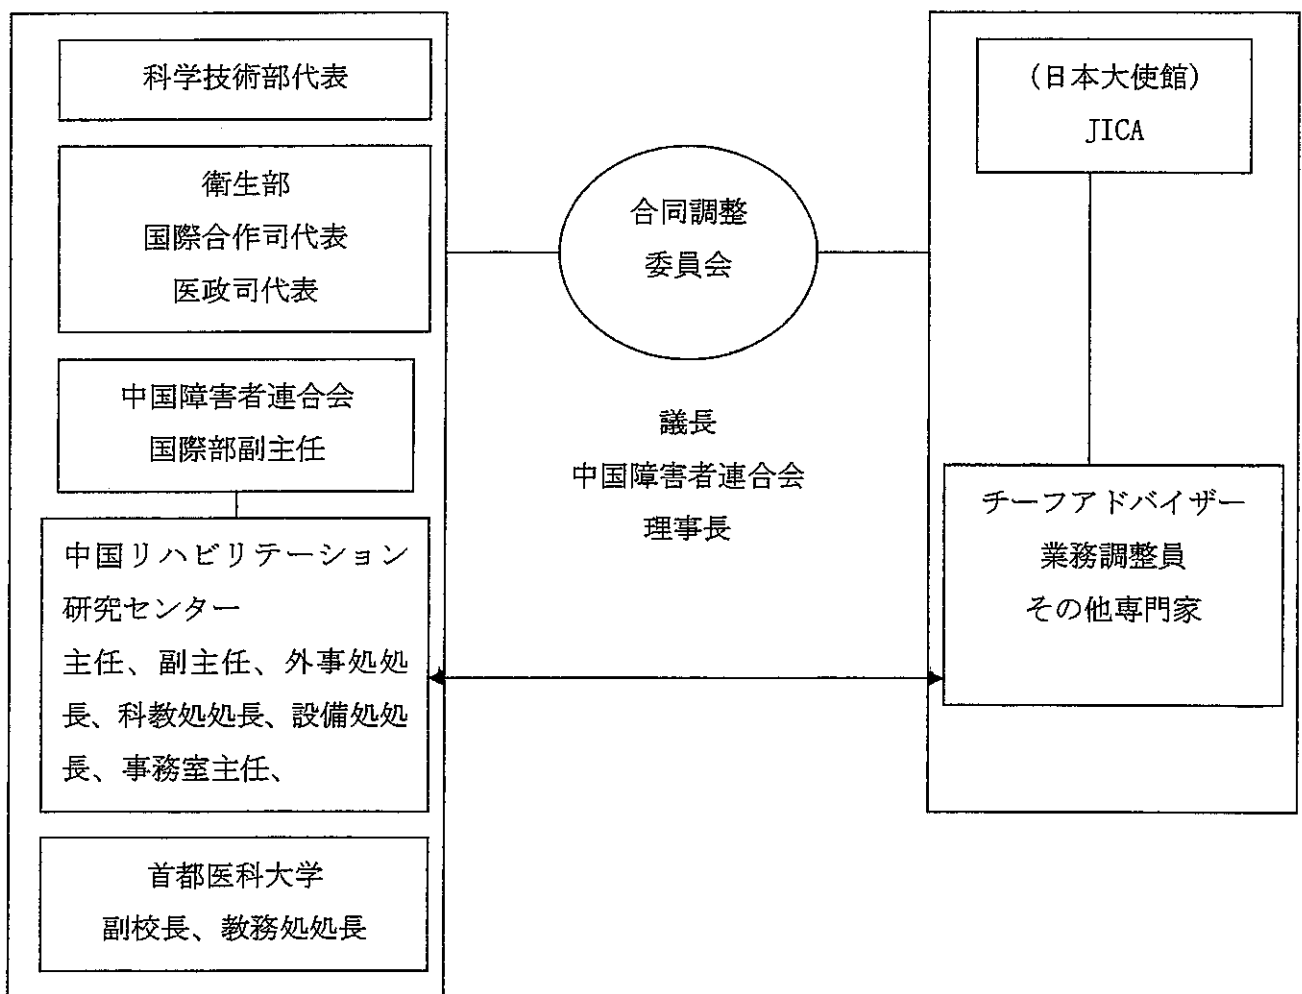 科学技術部代表
衛生部
国際合作司代表
医政司代表
中国障害者連合会
国際部副主任
中国リハビリテーション
研究センター
主任、副主任、外事処処
長、科教処処長、設備処処
長、事務室主任、
首都医科大学
副校長、教務処処長
合同調整
委員会
議長
中国障害者連合会
理事長
(日本大使館)
JICA
チーフアドバイザー
業務調整員
その他専門家